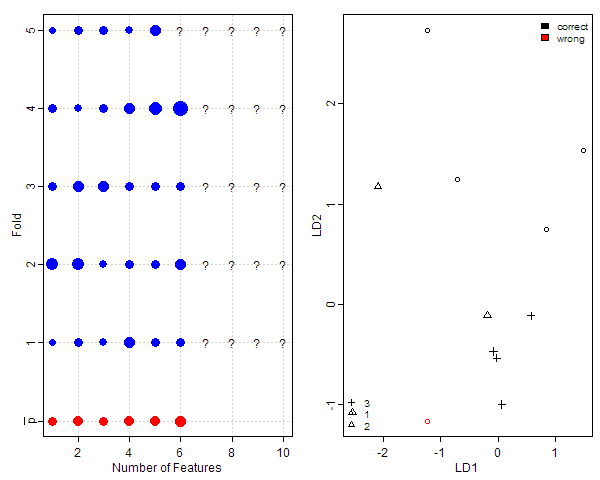 5 ? ? ? ? ?
4 ? ? ? ?
3 ? ? ? ?
2 ? ? ? ?
1 ? ? ? ?
p
Fold
2 4 6 8 10
Number of Features
correct
wrong
2
1
0
-1
LD2
3
1
2
-2 -1 0 1
LD1